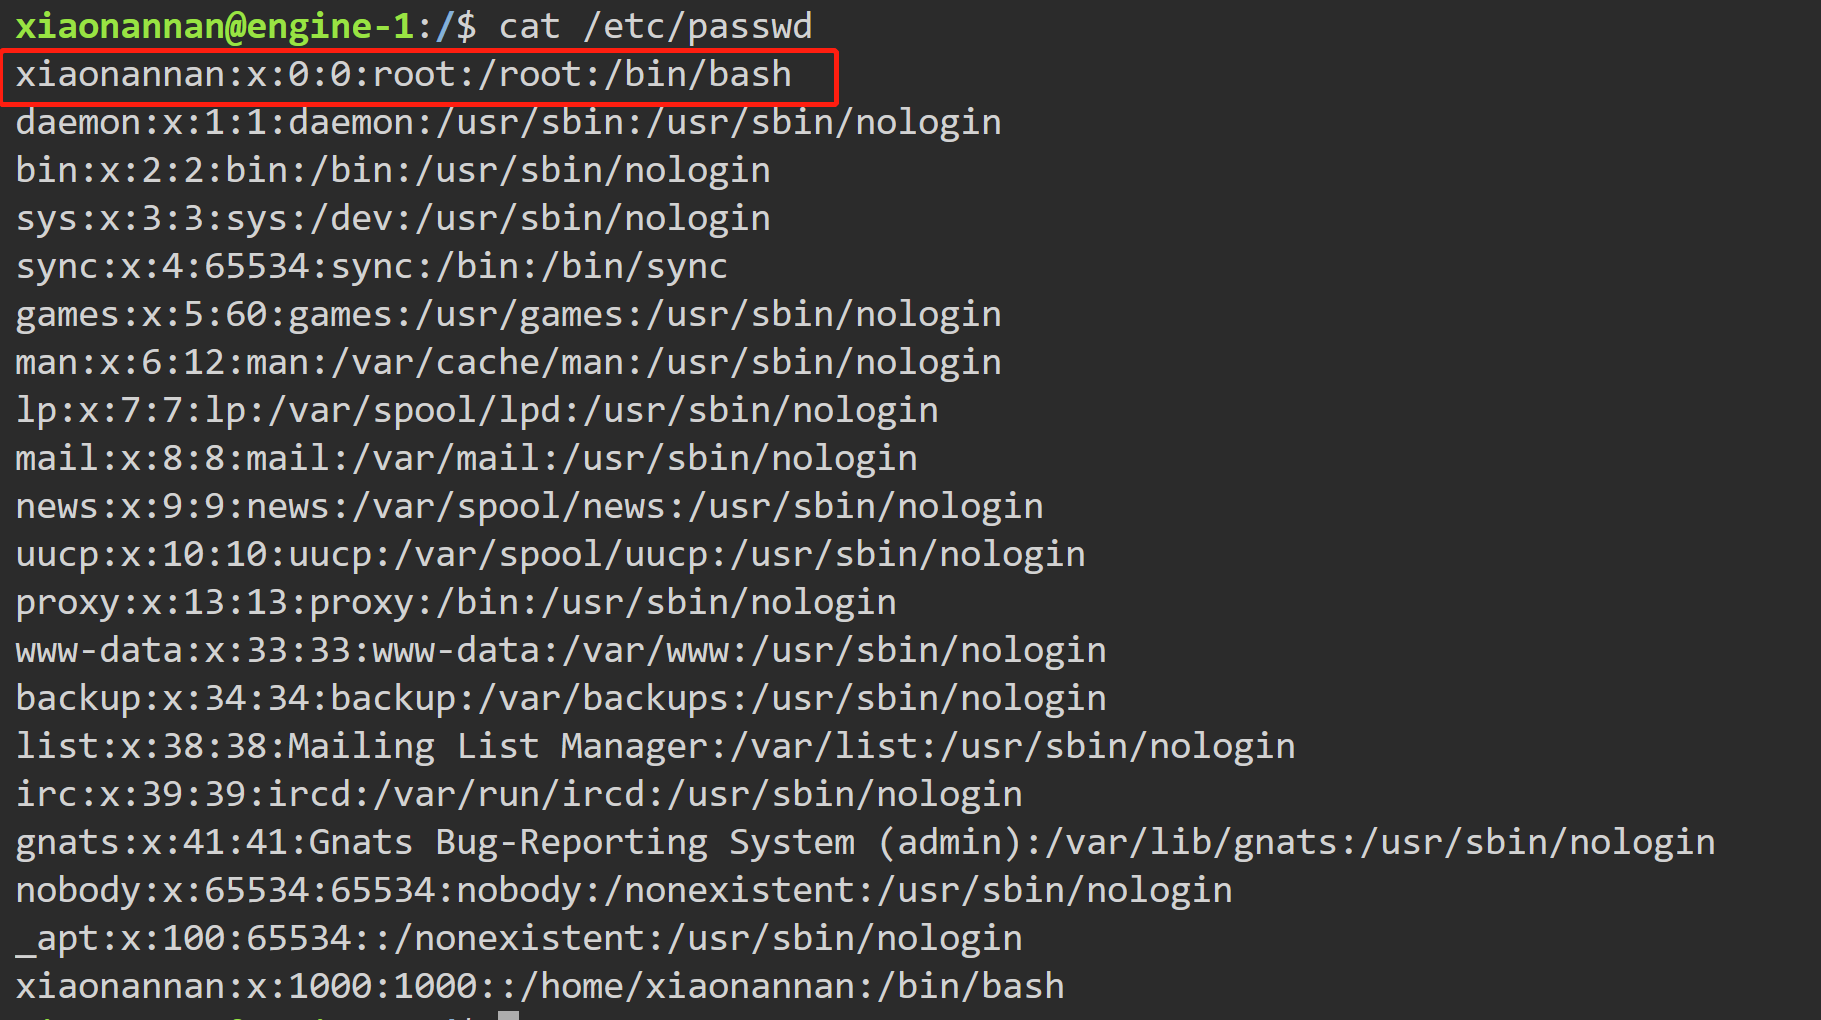 xiaonannan@engine-1:/$ cat /etc/passwd
xiaonannan:x:0:0:root:/root:/bin/bash
daemon:x:1:1:daemon:/usr/sbin:/usr/sbin/nologin
bin:x:2:2:bin:/bin:/usr/sbin/nologin
sys:x:3:3:sys:/dev:/usr/sbin/nologin
sync:x:4:65534:sync:/bin:/bin/sync
games:x:5:60:games:/usr/games:/usr/sbin/nologin
man:x:6:12:man:/var/cache/man:/usr/sbin/nologin
lp:x:7:7:lp:/var/spool/lpd:/usr/sbin/nologin
mail:x:8:8:mail:/var/mail:/usr/sbin/nologin
news:x:9:9:news:/var/spool/news:/usr/sbin/nologin
uucp:x:10:10:uucp:/var/spool/uucp:/usr/sbin/nologin
proxy:x:13:13:proxy:/bin:/usr/sbin/nologin
www-data:x:33:33:www-data:/var/www:/usr/sbin/nologin
backup:x:34:34:backup:/var/backups:/usr/sbin/nologin
list:x:38:38:Mailing List Manager:/var/list:/usr/sbin/nologin
irc:x:39:39:ircd:/var/run/ircd:/usr/sbin/nologin
gnats:x:41:41:Gnats Bug-Reporting System (admin):/var/lib/gnats:/usr/sbin/nologin
nobody:x:65534:65534:nobody:/nonexistent:/usr/sbin/nologin
_apt:x:100:65534::/nonexistent:/usr/sbin/nologin
xiaonannan:x:1000:1000::/home/xiaonannan:/bin/bash